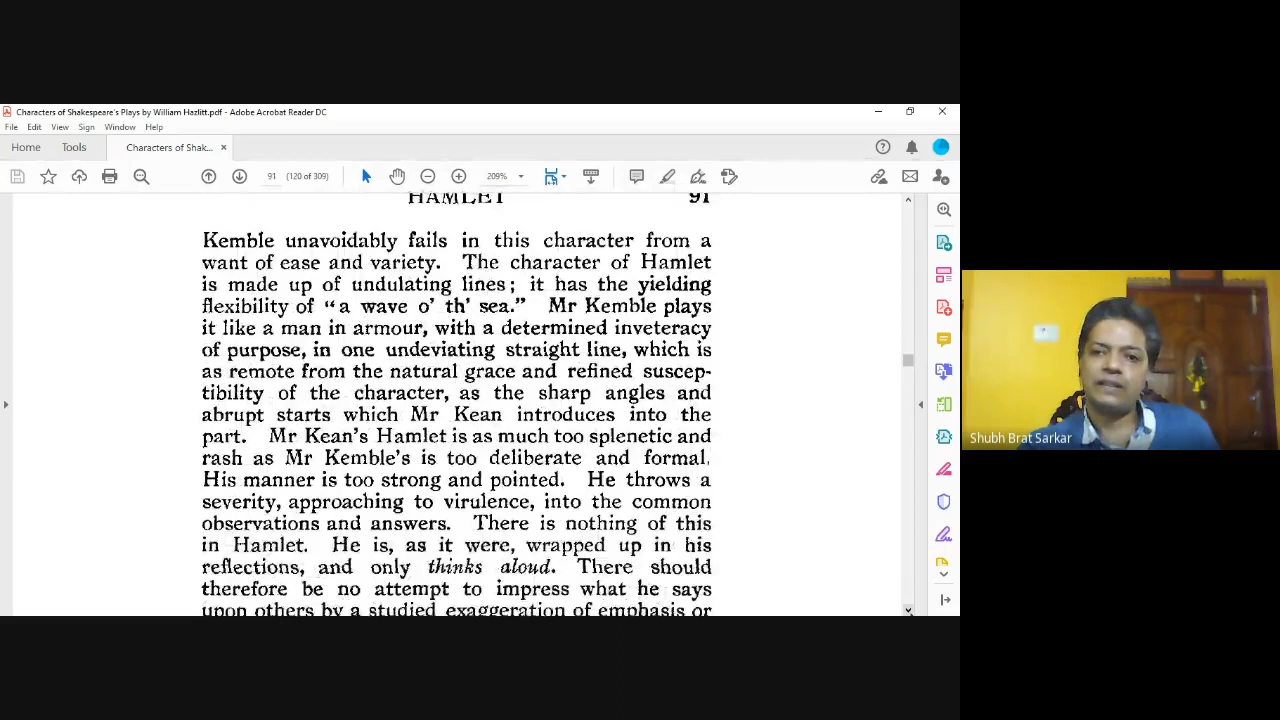 Characters of Shakespeare's Plays by William Hazlitt.pdf - Adobe Acrobat Reader DC
File Edit View Sign Window Help
Home Tools Characters of Shak... ×
91 (120 of 309) 209%
HAMLET 91
Kemble unavoidably fails in this character from a
want of ease and variety. The character of Hamlet
is made up of undulating lines; it has the yielding
flexibility of "a wave o' th' sea." Mr Kemble plays
it like a man in armour, with a determined inveteracy
of purpose, in one undeviating straight line, which is
as remote from the natural grace and refined suscep-
tibility of the character, as the sharp angles and
abrupt starts which Mr Kean introduces into the
part. Mr Kean's Hamlet is as much too splenetic and
rash as Mr Kemble's is too deliberate and formal.
His manner is too strong and pointed. He throws a
severity, approaching to virulence, into the common
observations and answers. There is nothing of this
in Hamlet. He is, as it were, wrapped up in his
reflections, and only thinks aloud. There should
therefore be no attempt to impress what he says
upon others by a studied exaggeration of emphasis or
Shubh Brat Sarkar